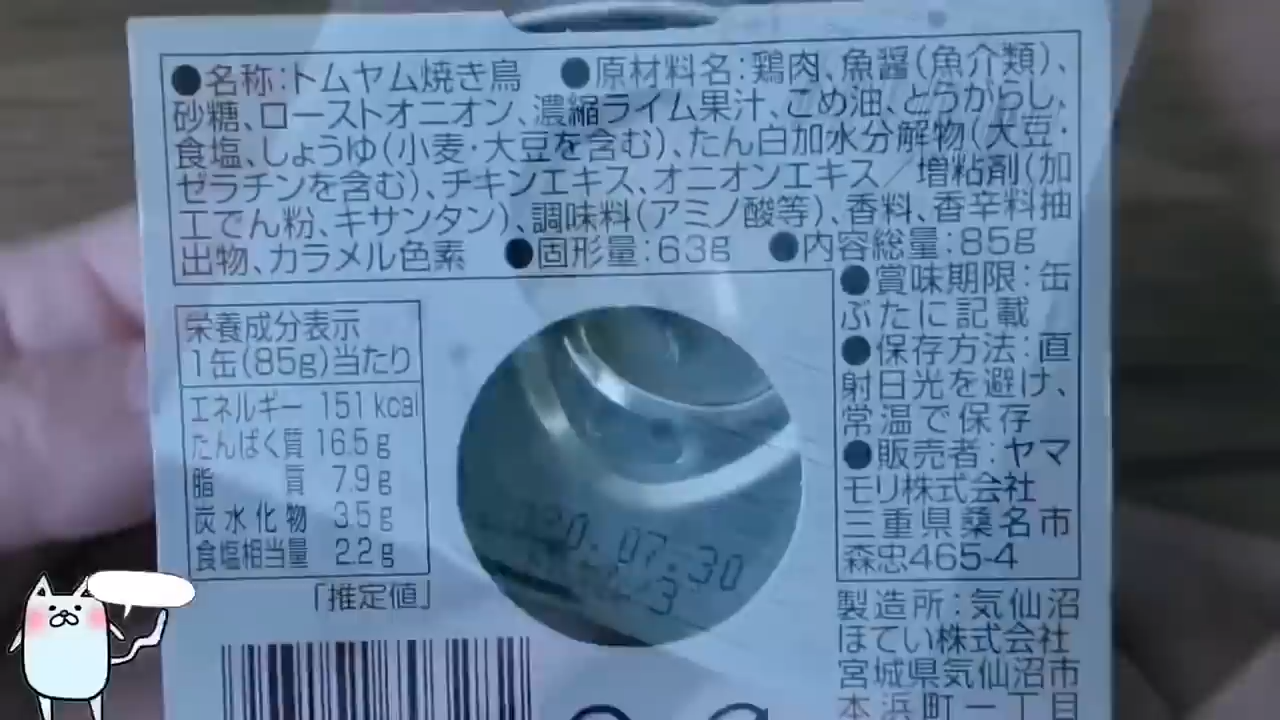 ●名称:トムヤム焼き鳥 ●原材料名:鶏肉、魚醤(魚介類)、
砂糖、ローストオニオン、濃縮ライム果汁、こめ油、とうがらし、
食塩、しょうゆ(小麦・大豆を含む)、たん白加水分解物(大豆・
ゼラチンを含む)、チキンエキス、オニオンエキス/増粘剤(加
工でん粉、キサンタン)、調味料(アミノ酸等)、香料、香辛料抽
出物、カラメル色素 ●固形量:63g ●内容総量:85g
●賞味期限:缶
ぶたに記載
●保存方法:直
射日光を避け、
常温で保存
●販売者:ヤマ
モリ株式会社
三重県桑名市
森忠465-4
栄養成分表示
1缶(85g)当たり
エネルギー 151kcal
たんぱく質 16.5g
脂質 7.9g
炭水化物 3.5g
食塩相当量 2.2g
「推定値」
07.30
製造所:気仙沼
ほてい株式会社
宮城県気仙沼市
本浜町一丁目